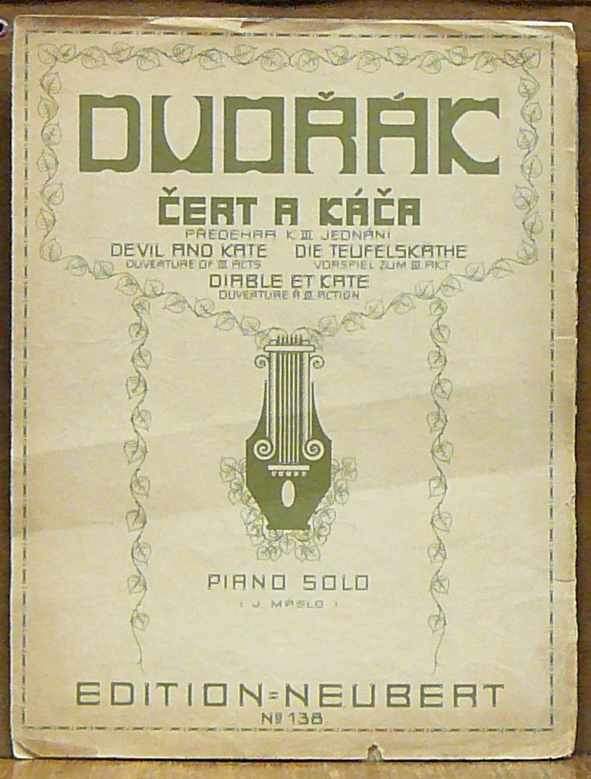 DVOŘÁK
ČERT A KÁČA
PŘEDEHRA K III. JEDNÁNÍ
DEVIL AND KATE DIE TEUFELSKÄTHE
OUVERTURE OF III ACTS VORSPIEL ZUM III. AKT
DIABLE ET KATE
OUVERTURE À III. ACTION
PIANO SOLO
( J. MÁSLO )
EDITION=NEUBERT
Nº 138